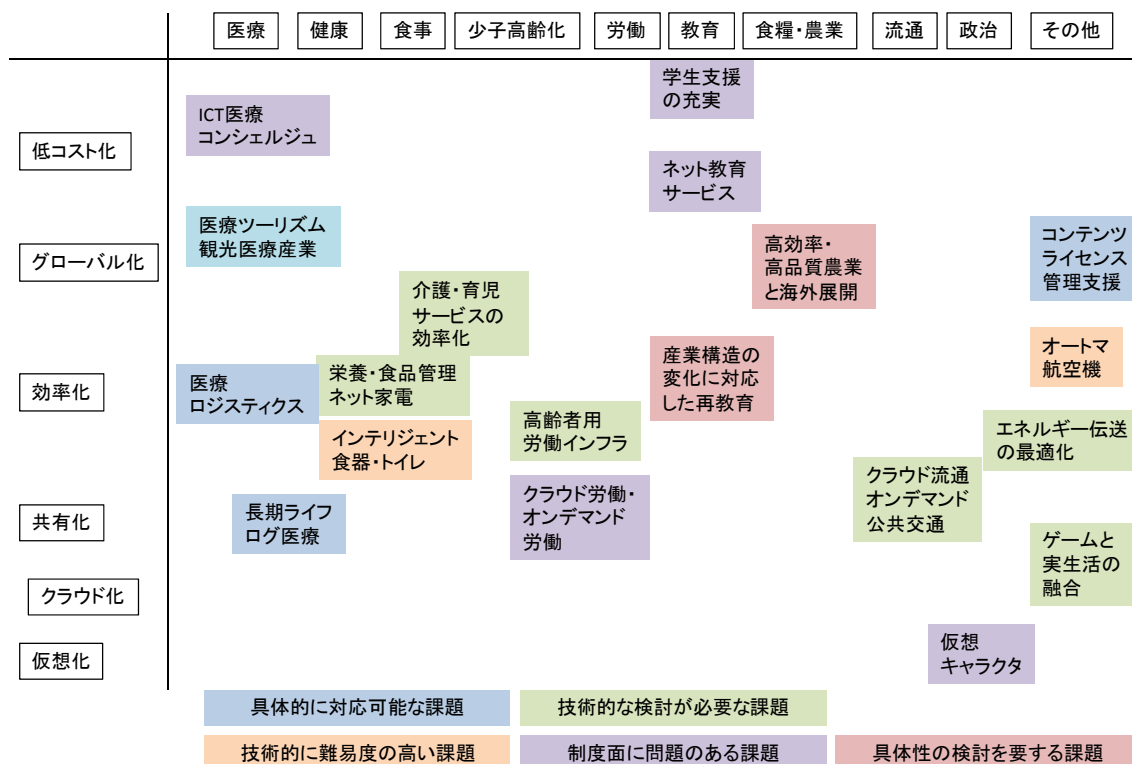 医療 健康 食事 少子高齢化 労働 教育 食糧・農業 流通 政治 その他
低コスト化
グローバル化
効率化
共有化
クラウド化
仮想化
学生支援
の充実
ICT医療
コンシェルジュ
ネット教育
サービス
医療ツーリズム
観光医療産業
高効率・
高品質農業
と海外展開
コンテンツ
ライセンス
管理支援
介護・育児
サービスの
効率化
オートマ
航空機
産業構造の
変化に対応
した再教育
栄養・食品管理
ネット家電
医療
ロジスティクス
インテリジェント
食器・トイレ
高齢者用
労働インフラ
エネルギー伝送
の最適化
クラウド流通
オンデマンド
公共交通
クラウド労働・
オンデマンド
労働
長期ライフ
ログ医療
ゲームと
実生活の
融合
仮想
キャラクタ
具体的に対応可能な課題
技術的な検討が必要な課題
技術的に難易度の高い課題
制度面に問題のある課題
具体性の検討を要する課題